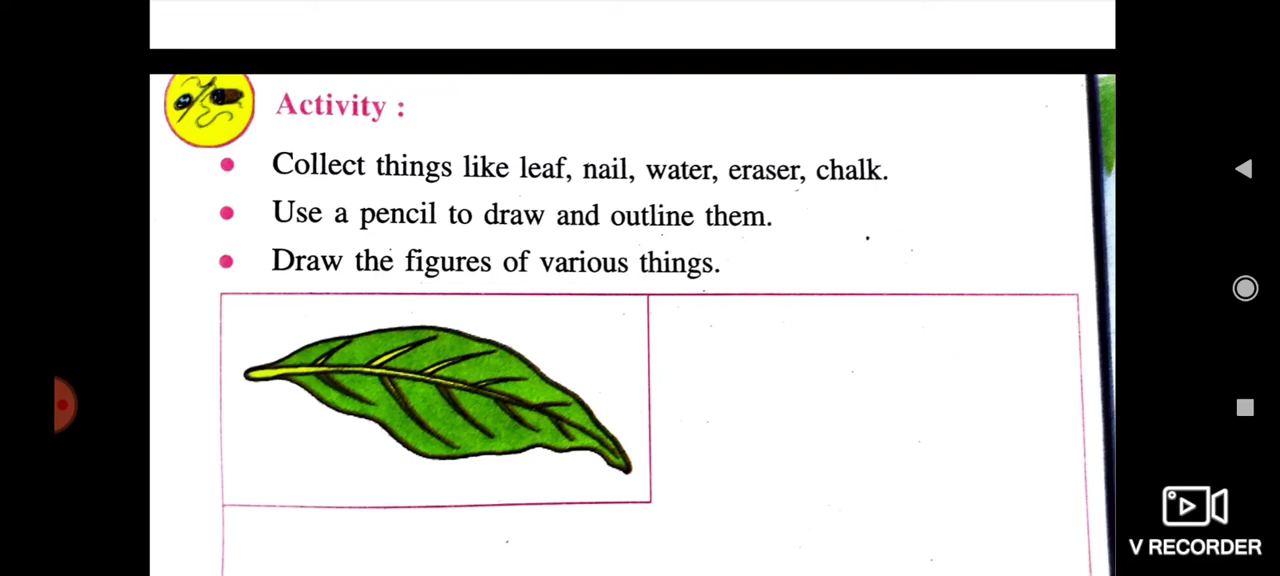 Activity :
Collect things like leaf, nail, water, eraser, chalk.
Use a pencil to draw and outline them.
Draw the figures of various things.
V RECORDER